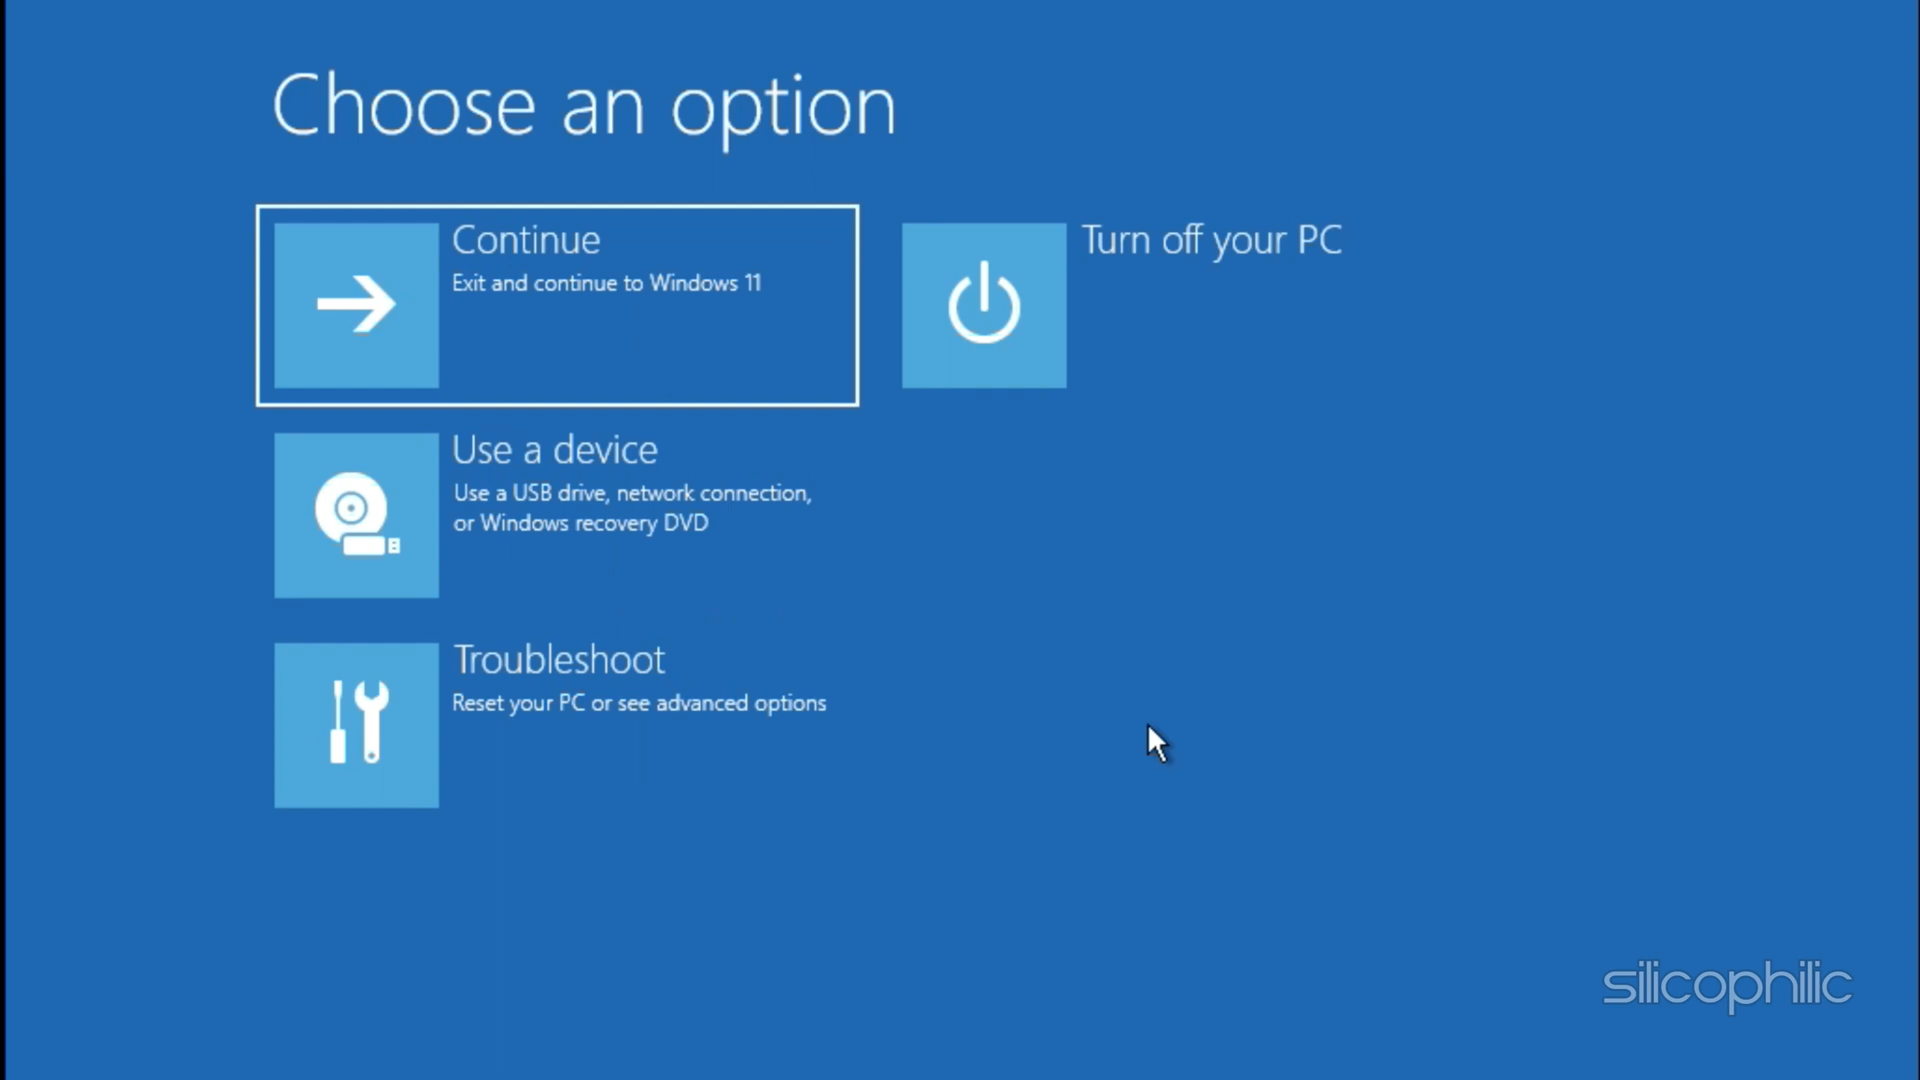 Choose an option
Continue
Exit and continue to Windows 11
Turn off your PC
Use a device
Use a USB drive, network connection,
or Windows recovery DVD
Troubleshoot
Reset your PC or see advanced options
silicophilic